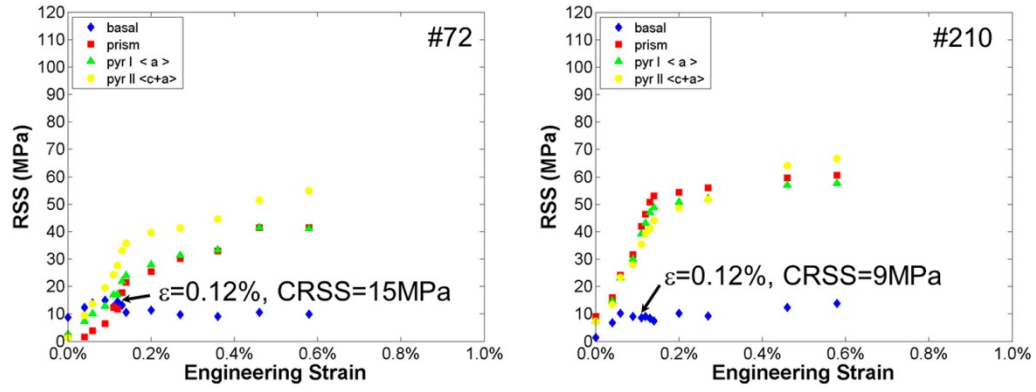 #72
basal
prism
pyr I < a >
pyr II <c+a>
120
110
100
90
80
70
60
50
40
30
20
10
0
RSS (MPa)
ε=0.12%, CRSS=15MPa
0.0% 0.2% 0.4% 0.6% 0.8% 1.0%
Engineering Strain
#210
basal
prism
pyr I < a >
pyr II <c+a>
120
110
100
90
80
70
60
50
40
30
20
10
0
RSS (MPa)
ε=0.12%, CRSS=9MPa
0.0% 0.2% 0.4% 0.6% 0.8% 1.0%
Engineering Strain